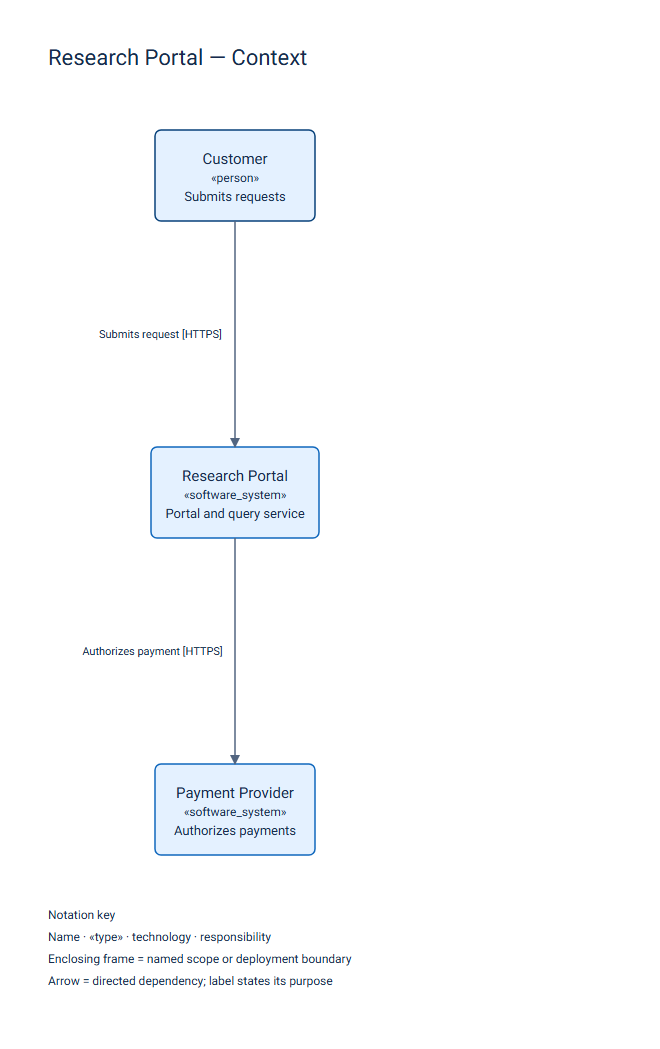 Research Portal — Context
Customer
«person»
Submits requests
Submits request [HTTPS]
Research Portal
«software_system»
Portal and query service
Authorizes payment [HTTPS]
Payment Provider
«software_system»
Authorizes payments
Notation key
Name · «type» · technology · responsibility
Enclosing frame = named scope or deployment boundary
Arrow = directed dependency; label states its purpose